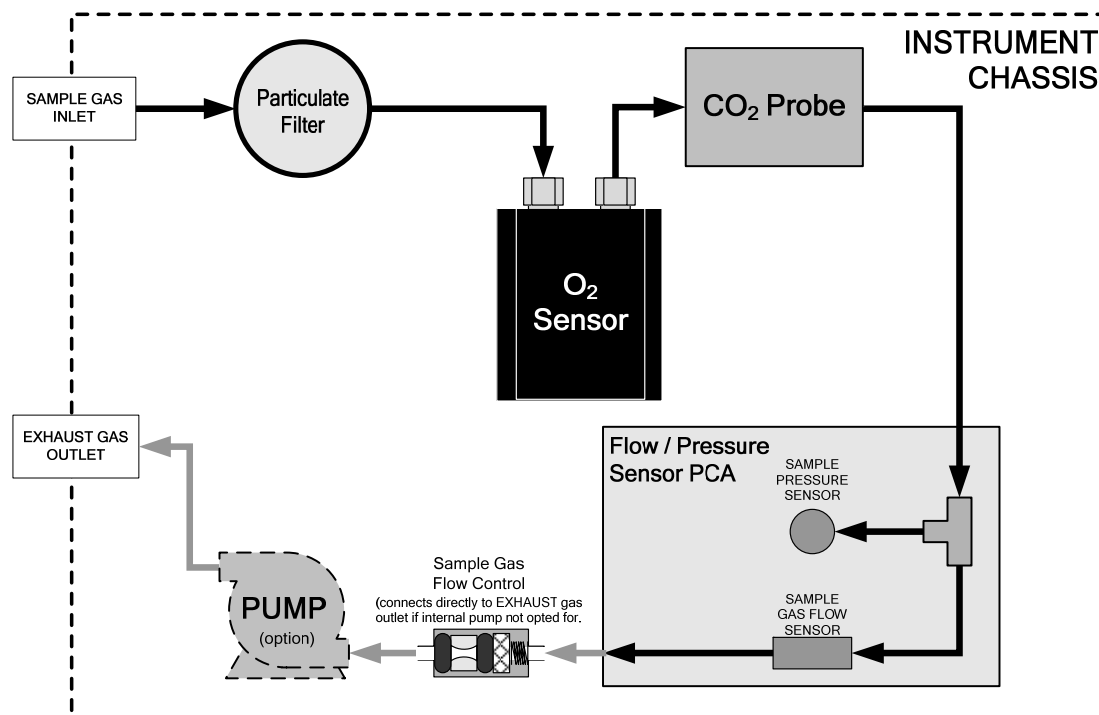 INSTRUMENT
CHASSIS
SAMPLE GAS
INLET
Particulate
Filter
CO₂ Probe
O₂
Sensor
EXHAUST GAS
OUTLET
Flow / Pressure
Sensor PCA
SAMPLE
PRESSURE
SENSOR
Sample Gas
Flow Control
(connects directly to EXHAUST gas
outlet if internal pump not opted for.
PUMP
(option)
SAMPLE
GAS FLOW
SENSOR